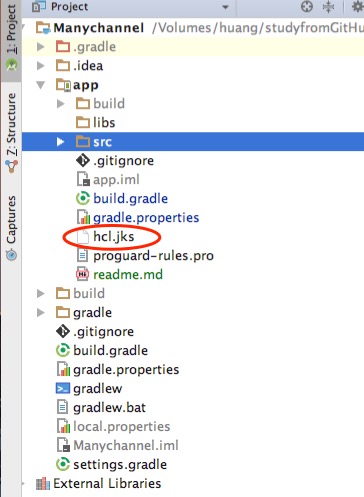 Project
1: Project
Z: Structure
Captures
Manychannel /Volumes/huang/studyfromGitHu
.gradle
.idea
app
build
libs
src
.gitignore
app.iml
build.gradle
gradle.properties
hcl.jks
proguard-rules.pro
readme.md
build
gradle
.gitignore
build.gradle
gradle.properties
gradlew
gradlew.bat
local.properties
Manychannel.iml
settings.gradle
External Libraries